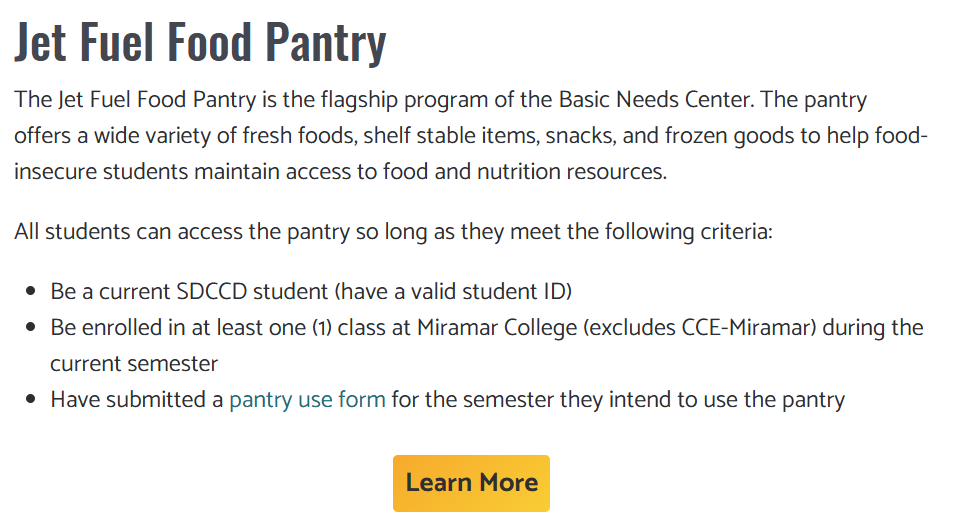 Jet Fuel Food Pantry
The Jet Fuel Food Pantry is the flagship program of the Basic Needs Center. The pantry
offers a wide variety of fresh foods, shelf stable items, snacks, and frozen goods to help food-
insecure students maintain access to food and nutrition resources.
All students can access the pantry so long as they meet the following criteria:
• Be a current SDCCD student (have a valid student ID)
• Be enrolled in at least one (1) class at Miramar College (excludes CCE-Miramar) during the
current semester
• Have submitted a pantry use form for the semester they intend to use the pantry
Learn More